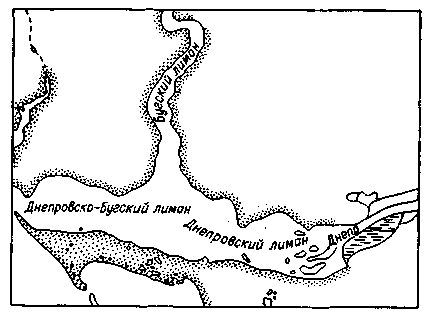 Бугский лиман
Днепровско-Бугский лиман
Днепровский лиман
Днепр